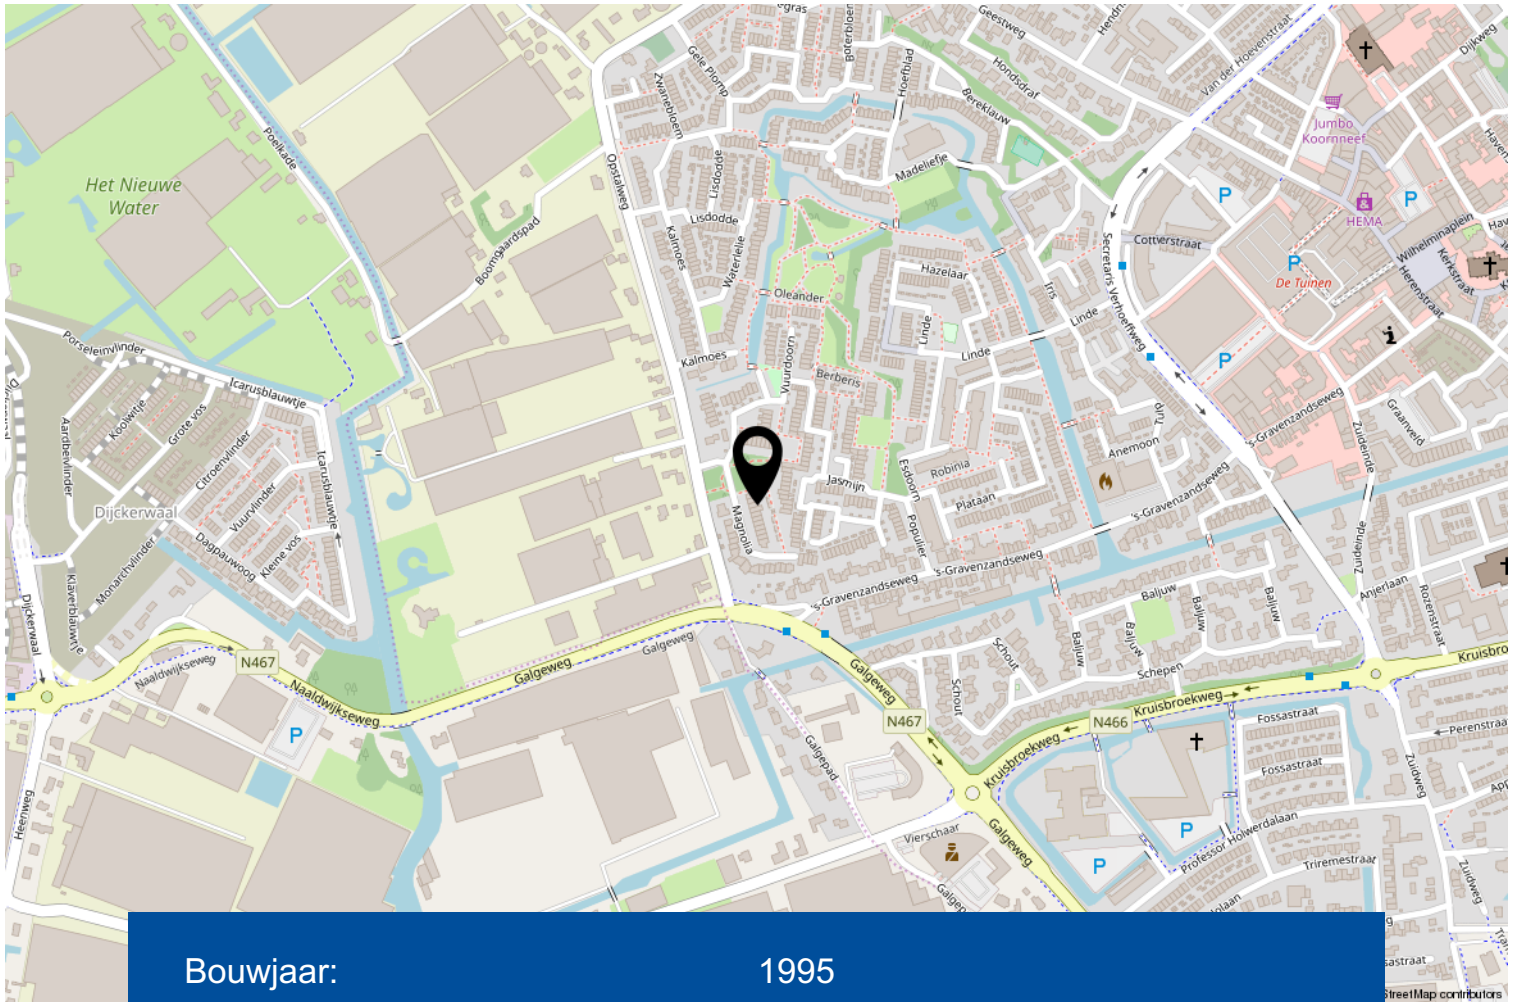 Geestweg
Boterbloem
Gele Plomp
Hoefblad
Hondsdraf
Van der Hoevenstraat
Dijkweg
Zwanebloem
Bereklauw
Jumbo
Koornneef
Poelkade
Opstalweg
Lisdodde
Madeliefje
Het Nieuwe
Water
HEMA
Lisdodde
Boomgaardspad
Kalmoes
Waterlelie
Cottierstraat
Wilhelminaplein
Kerkstraat
Herenstraat
Secretaris Verhoeffweg
Hazelaar
De Tuinen
Iris
Oleander
Linde
Linde
Linde
Porseleinvlinder
Kalmoes
Vuurdoorn
Berberis
Icarusblauwtje
Koolwitje
Grote vos
Aardbeivlinder
Citroenvlinder
Icarusblauwtje
Tulp
Anemoon
's-Gravenzandseweg
Graanveld
Zuideinde
Robinia
Esdoorn
Jasmijn
Plataan
's-Gravenzandseweg
Dijckerwaal
Vuurvlinder
Magnolia
Populier
Dagpauwoog
Kleine vos
Monarchvlinder
Klaverblauwtje
Zuideinde
's-Gravenzandseweg
's-Gravenzandseweg
Anjerlaan
Rozenstraat
Baljuw
Baljuw
Baljuw
Baljuw
Baljuw
Dijckerwaal
Galgeweg
Naaldwijkseweg
N467
Galgeweg
Galgeweg
Schout
Schout
Schepen
Naaldwijkseweg
Kruisbroekweg
N467
N466
Fossastraat
Perenstraat
Galgepad
Kruisbroekweg
Fossastraat
Zuidweg
Heenweg
Vierschaar
Galgeweg
Professor Holwerdalaan
Triremestraat
Zuidweg
Bouwjaar: 1995